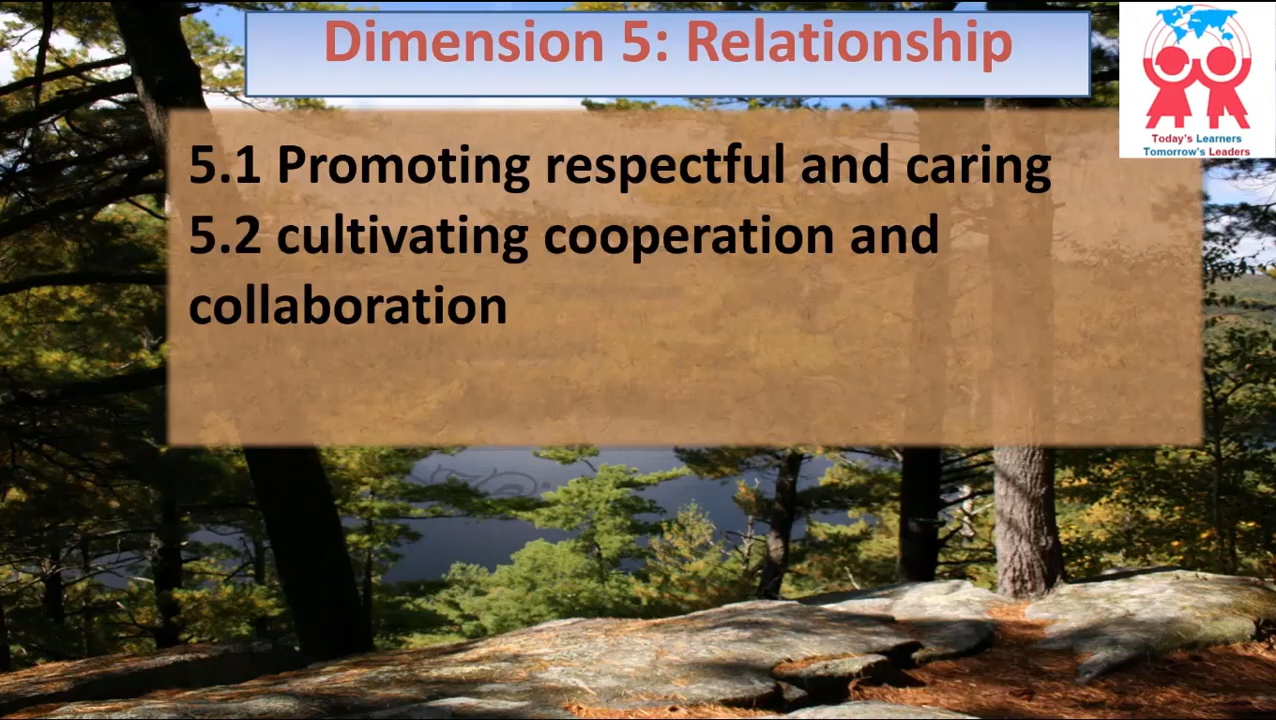 Dimension 5: Relationship
Today's Learners
Tomorrow's Leaders
5.1 Promoting respectful and caring
5.2 cultivating cooperation and
collaboration